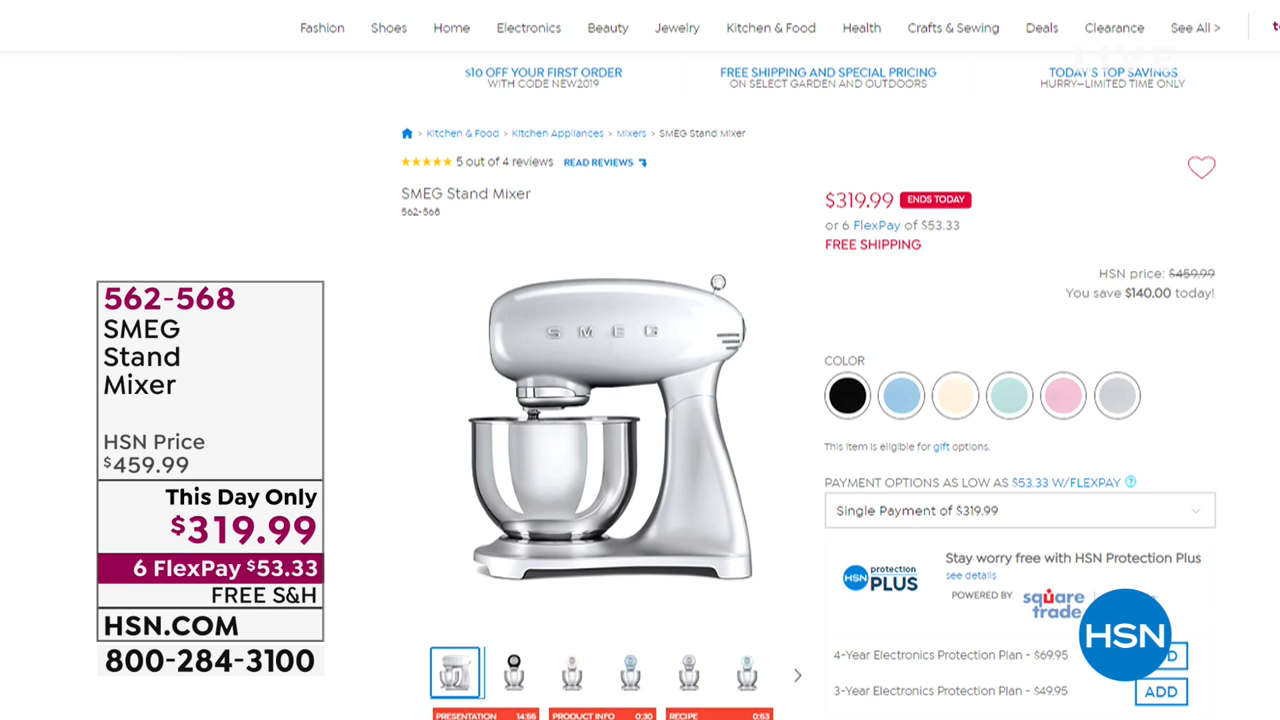 Fashion Shoes Home Electronics Beauty Jewelry Kitchen & Food Health Crafts & Sewing Deals Clearance See All >
LIVE
$10 OFF YOUR FIRST ORDER
WITH CODE NEW2019
FREE SHIPPING AND SPECIAL PRICING
ON SELECT GARDEN AND OUTDOORS
TODAY'S TOP SAVINGS
HURRY—LIMITED TIME ONLY
> Kitchen & Food > Kitchen Appliances > Mixers > SMEG Stand Mixer
5 out of 4 reviews READ REVIEWS
SMEG Stand Mixer
562-568
SMEG
$319.99 ENDS TODAY
or 6 FlexPay of $53.33
FREE SHIPPING
HSN price: $459.99
You save $140.00 today!
COLOR
This item is eligible for gift options.
PAYMENT OPTIONS AS LOW AS $53.33 W/FLEXPAY ?
Single Payment of $319.99
HSN protection PLUS
Stay worry free with HSN Protection Plus
see details
POWERED BY square trade
4-Year Electronics Protection Plan - $69.95
3-Year Electronics Protection Plan - $49.95 ADD
HSN
PRESENTATION 14:55
PRODUCT INFO 0:30
RECIPE 0:53
562-568
SMEG
Stand
Mixer
HSN Price
$459.99
This Day Only
$319.99
6 FlexPay $53.33
FREE S&H
HSN.COM
800-284-3100